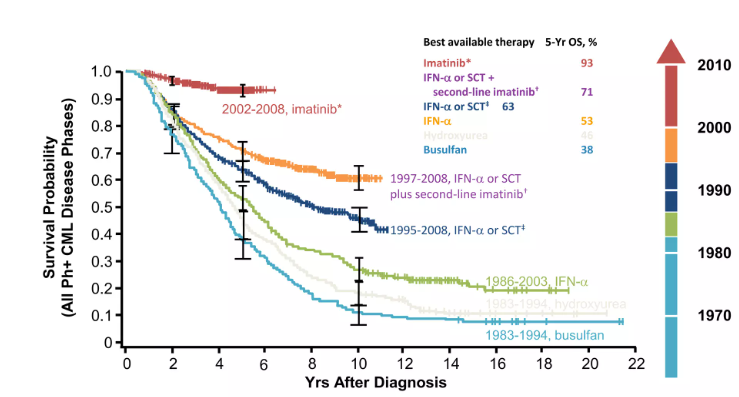 Best available therapy 5-Yr OS, %
Imatinib* 93
IFN-α or SCT +
second-line imatinib† 71
IFN-α or SCT‡ 63
IFN-α 53
Hydroxyurea 46
Busulfan 38
2010
2000
1990
1980
1970
Survival Probability
(All Ph+ CML Disease Phases)
1.0
0.9
0.8
0.7
0.6
0.5
0.4
0.3
0.2
0.1
0
2002-2008, imatinib*
1997-2008, IFN-α or SCT
plus second-line imatinib†
1995-2008, IFN-α or SCT‡
1986-2003, IFN-α
1983-1994, hydroxyurea
1983-1994, busulfan
0 2 4 6 8 10 12 14 16 18 20 22
Yrs After Diagnosis